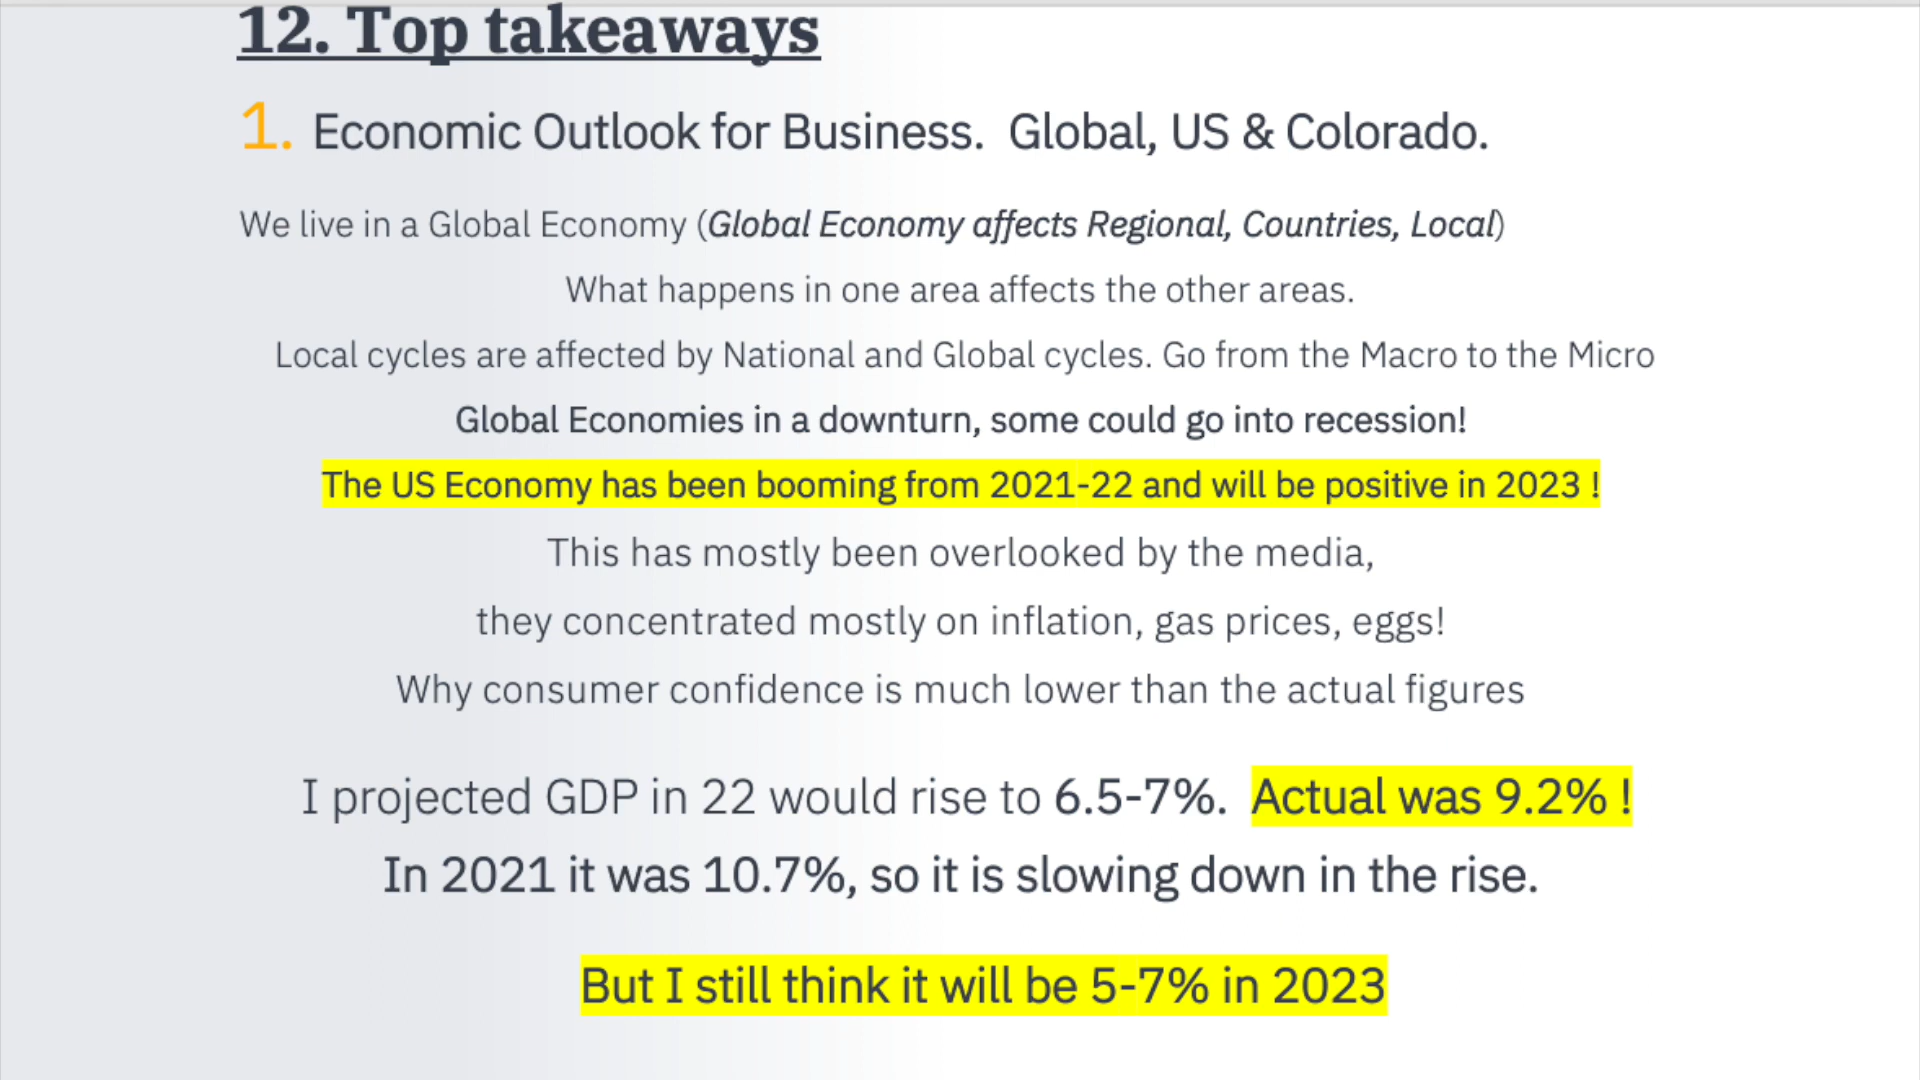 12. Top takeaways
1. Economic Outlook for Business. Global, US & Colorado.
We live in a Global Economy (Global Economy affects Regional, Countries, Local)
What happens in one area affects the other areas.
Local cycles are affected by National and Global cycles. Go from the Macro to the Micro
Global Economies in a downturn, some could go into recession!
The US Economy has been booming from 2021-22 and will be positive in 2023 !
This has mostly been overlooked by the media,
they concentrated mostly on inflation, gas prices, eggs!
Why consumer confidence is much lower than the actual figures
I projected GDP in 22 would rise to 6.5-7%. Actual was 9.2% !
In 2021 it was 10.7%, so it is slowing down in the rise.
But I still think it will be 5-7% in 2023